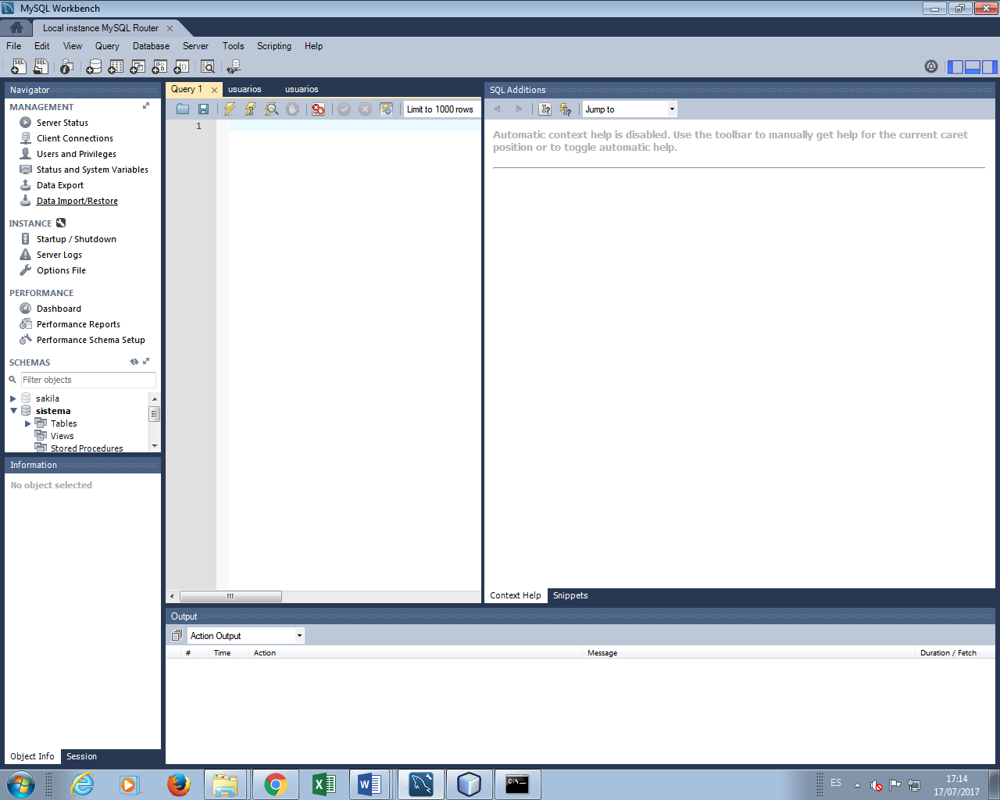 MySQL Workbench
Local instance MySQL Router
File Edit View Query Database Server Tools Scripting Help
Navigator
MANAGEMENT
Server Status
Client Connections
Users and Privileges
Status and System Variables
Data Export
Data Import/Restore
INSTANCE
Startup / Shutdown
Server Logs
Options File
PERFORMANCE
Dashboard
Performance Reports
Performance Schema Setup
SCHEMAS
Filter objects
sakila
sistema
Tables
Views
Stored Procedures
Information
No object selected
Object Info Session
Query 1 usuarios usuarios
Limit to 1000 rows
1
SQL Additions
Jump to
Automatic context help is disabled. Use the toolbar to manually get help for the current caret
position or to toggle automatic help.
Context Help Snippets
Output
Action Output
# Time Action Message Duration / Fetch
ES
17:14
17/07/2017